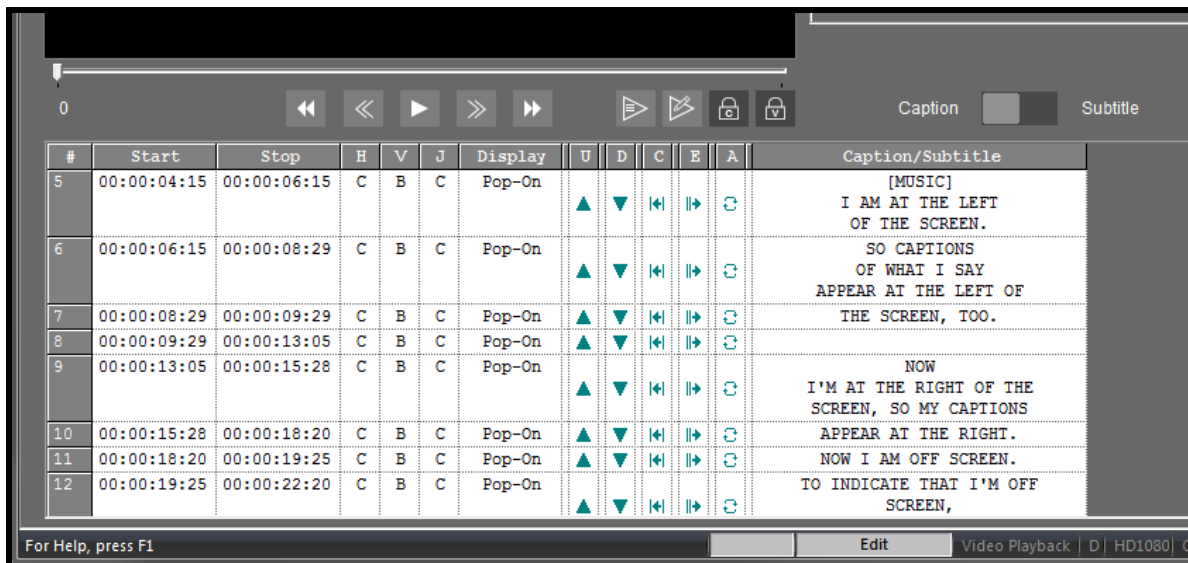 0
Caption Subtitle
# Start Stop H V J Display U D C E A Caption/Subtitle
5 00:00:04:15 00:00:06:15 C B C Pop-On [MUSIC]
I AM AT THE LEFT
OF THE SCREEN.
6 00:00:06:15 00:00:08:29 C B C Pop-On SO CAPTIONS
OF WHAT I SAY
APPEAR AT THE LEFT OF
7 00:00:08:29 00:00:09:29 C B C Pop-On THE SCREEN, TOO.
8 00:00:09:29 00:00:13:05 C B C Pop-On
9 00:00:13:05 00:00:15:28 C B C Pop-On NOW
I'M AT THE RIGHT OF THE
SCREEN, SO MY CAPTIONS
10 00:00:15:28 00:00:18:20 C B C Pop-On APPEAR AT THE RIGHT.
11 00:00:18:20 00:00:19:25 C B C Pop-On NOW I AM OFF SCREEN.
12 00:00:19:25 00:00:22:20 C B C Pop-On TO INDICATE THAT I'M OFF
SCREEN,
For Help, press F1 Edit Video Playback D HD1080